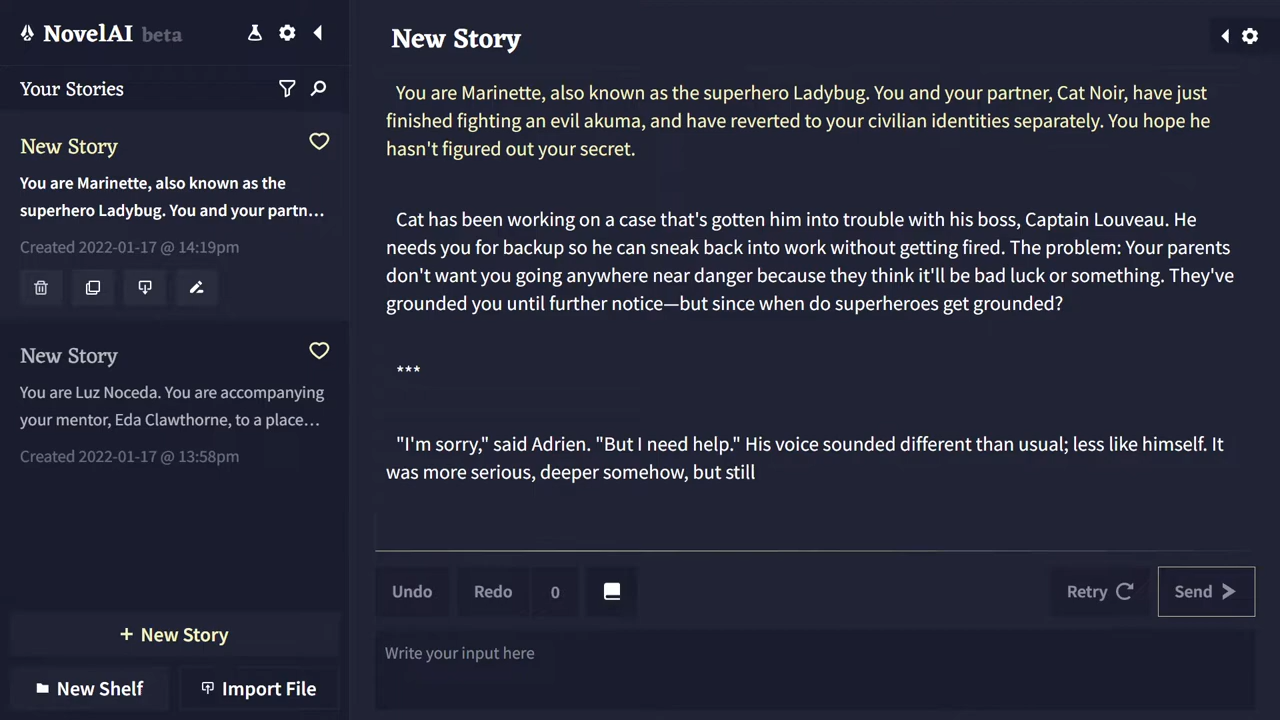 NovelAI beta
Your Stories
New Story
You are Marinette, also known as the
superhero Ladybug. You and your partn...
Created 2022-01-17 @ 14:19pm
New Story
You are Luz Noceda. You are accompanying
your mentor, Eda Clawthorne, to a place...
Created 2022-01-17 @ 13:58pm
+ New Story
New Shelf
Import File
New Story
You are Marinette, also known as the superhero Ladybug. You and your partner, Cat Noir, have just
finished fighting an evil akuma, and have reverted to your civilian identities separately. You hope he
hasn't figured out your secret.
Cat has been working on a case that's gotten him into trouble with his boss, Captain Louveau. He
needs you for backup so he can sneak back into work without getting fired. The problem: Your parents
don't want you going anywhere near danger because they think it'll be bad luck or something. They've
grounded you until further notice—but since when do superheroes get grounded?
***
"I'm sorry," said Adrien. "But I need help." His voice sounded different than usual; less like himself. It
was more serious, deeper somehow, but still
Undo
Redo
0
Retry
Send
Write your input here